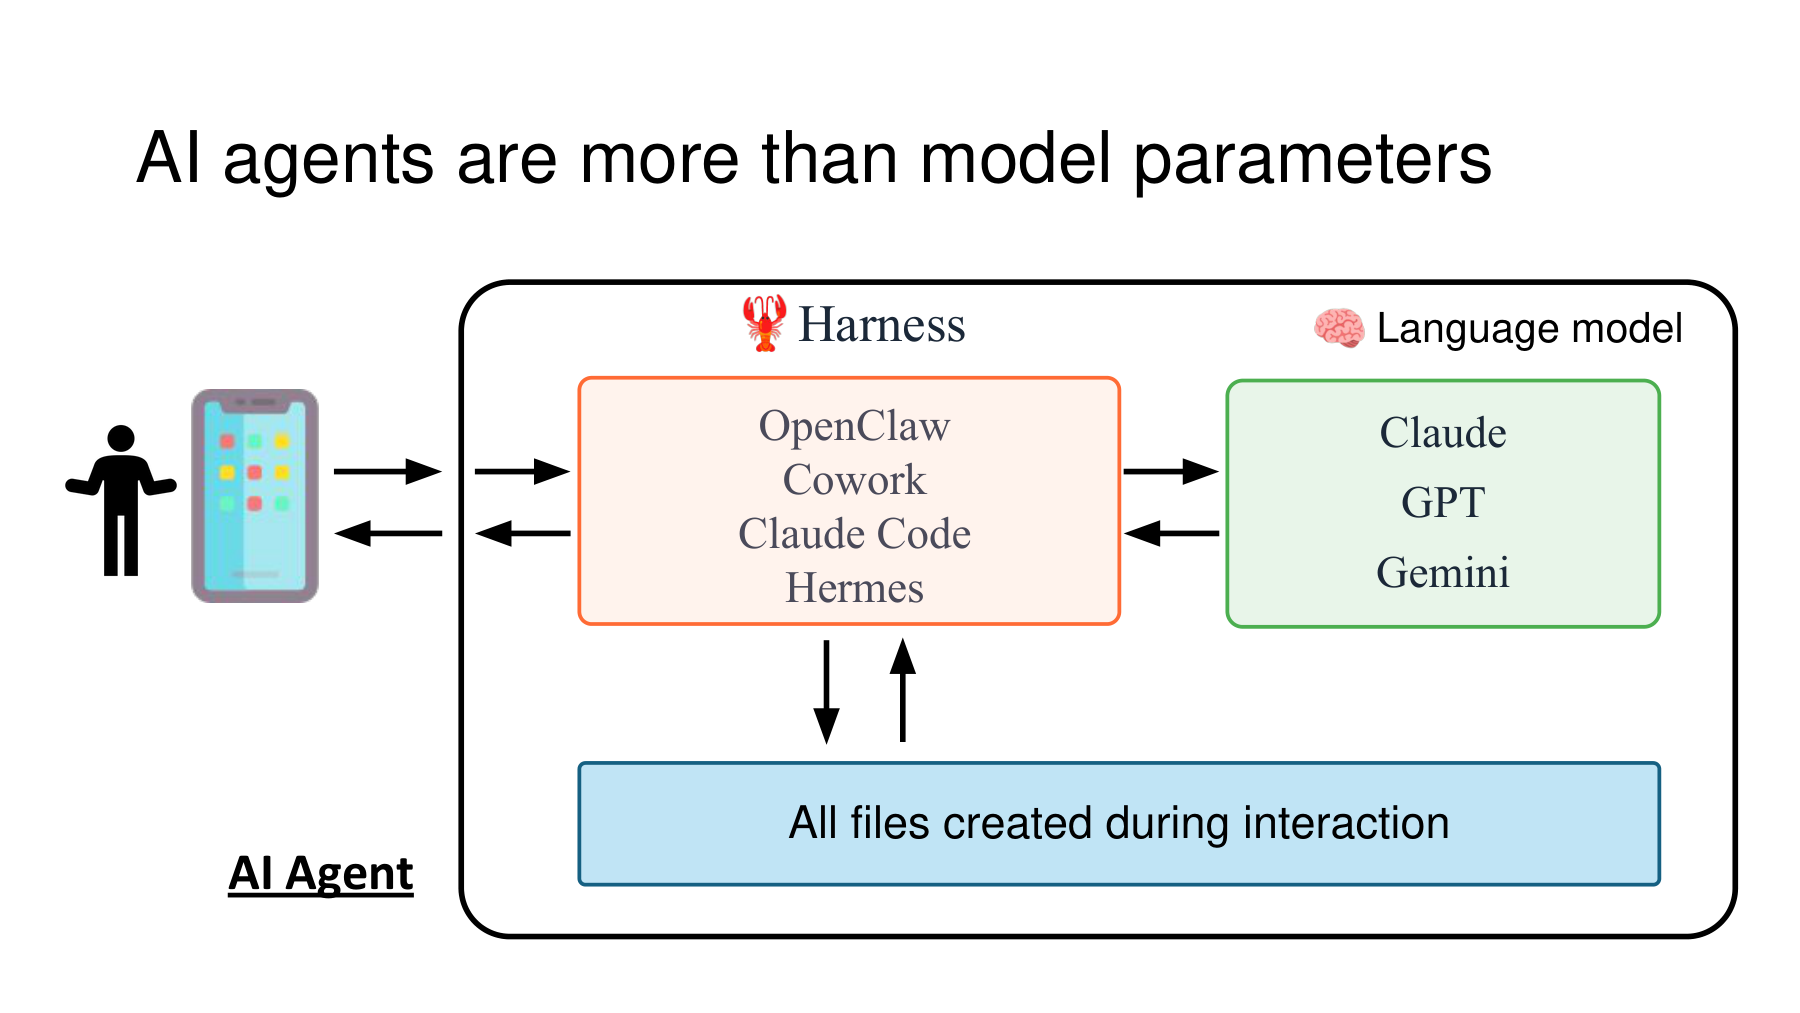 AI agents are more than model parameters
Harness
Language model
OpenClaw
Cowork
Claude Code
Hermes
Claude
GPT
Gemini
All files created during interaction
AI Agent